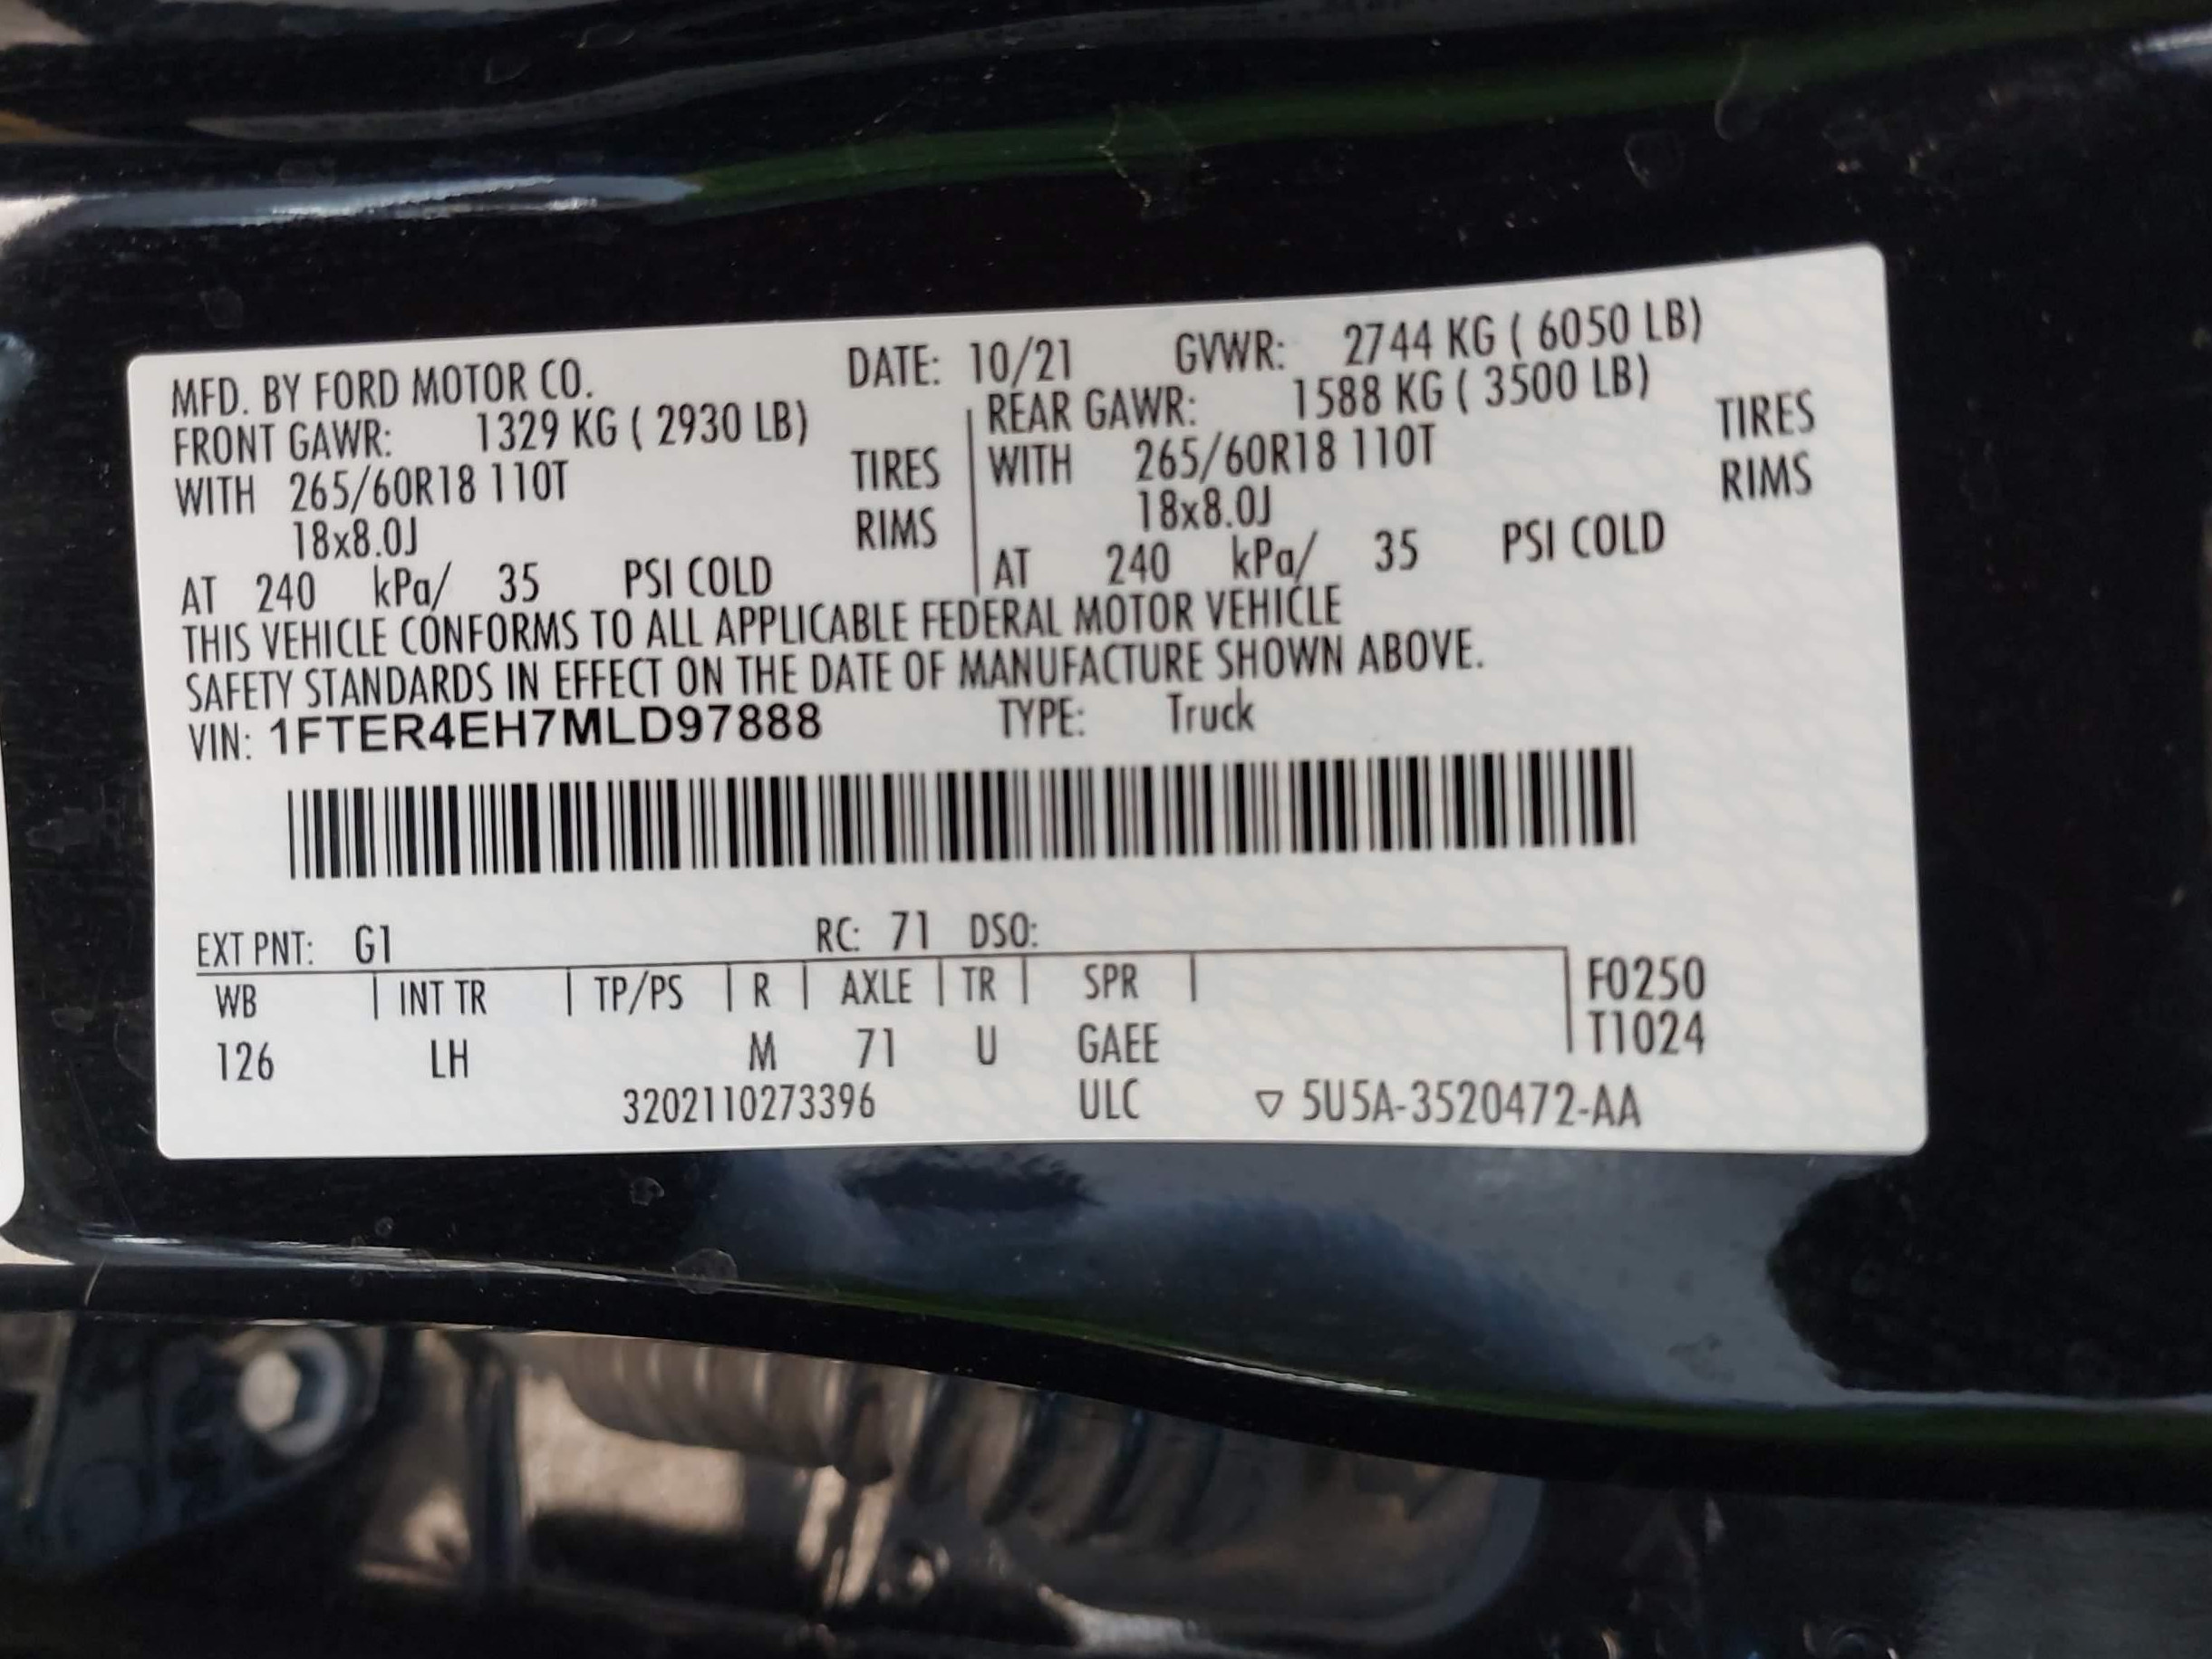 MFD. BY FORD MOTOR CO. DATE: 10/21 GVWR: 2744 KG ( 6050 LB)
FRONT GAWR: 1329 KG ( 2930 LB) REAR GAWR: 1588 KG ( 3500 LB)
WITH 265/60R18 110T TIRES WITH 265/60R18 110T TIRES
18x8.0J RIMS 18x8.0J RIMS
AT 240 kPa/ 35 PSI COLD AT 240 kPa/ 35 PSI COLD
THIS VEHICLE CONFORMS TO ALL APPLICABLE FEDERAL MOTOR VEHICLE
SAFETY STANDARDS IN EFFECT ON THE DATE OF MANUFACTURE SHOWN ABOVE.
VIN: 1FTER4EH7MLD97888 TYPE: Truck
EXT PNT: G1 RC: 71 DSO:
WB | INT TR | TP/PS | R | AXLE | TR | SPR | F0250
126 LH M 71 U GAEE T1024
3202110273396 ULC ▽ 5U5A-3520472-AA